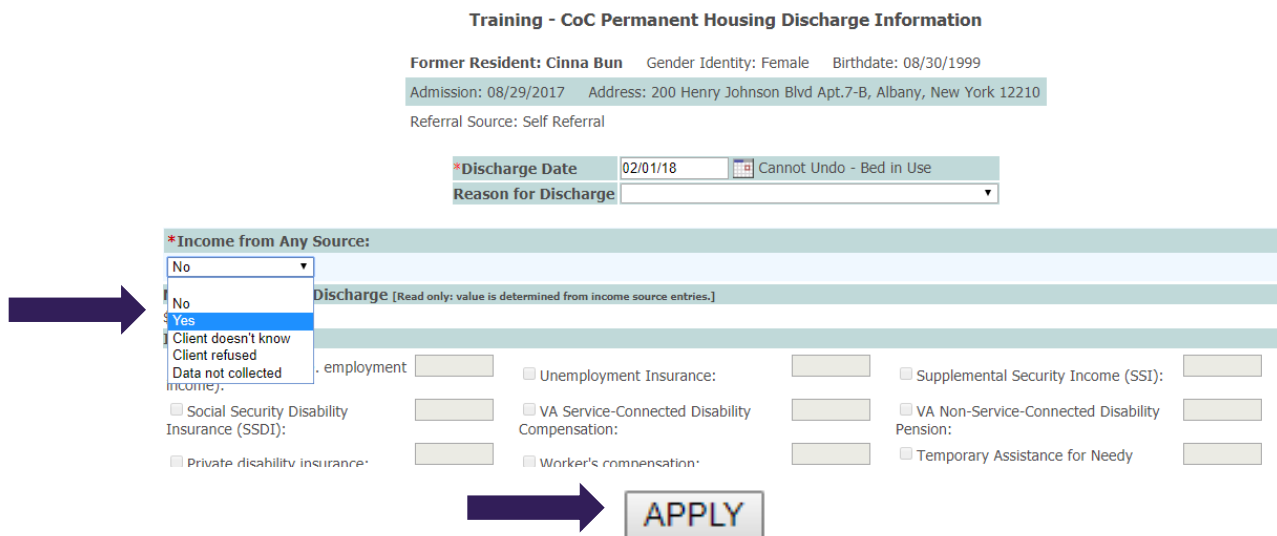 Training - CoC Permanent Housing Discharge Information
Former Resident: Cinna Bun Gender Identity: Female Birthdate: 08/30/1999
Admission: 08/29/2017 Address: 200 Henry Johnson Blvd Apt.7-B, Albany, New York 12210
Referral Source: Self Referral
*Discharge Date 02/01/18 Cannot Undo - Bed in Use
Reason for Discharge
*Income from Any Source:
No
Discharge [Read only: value is determined from income source entries.]
No
Yes
Client doesn't know
Client refused
Data not collected
. employment Unemployment Insurance: Supplemental Security Income (SSI):
income):
Social Security Disability VA Service-Connected Disability VA Non-Service-Connected Disability
Insurance (SSDI): Compensation: Pension:
Private disability insurance: Worker's compensation: Temporary Assistance for Needy
APPLY